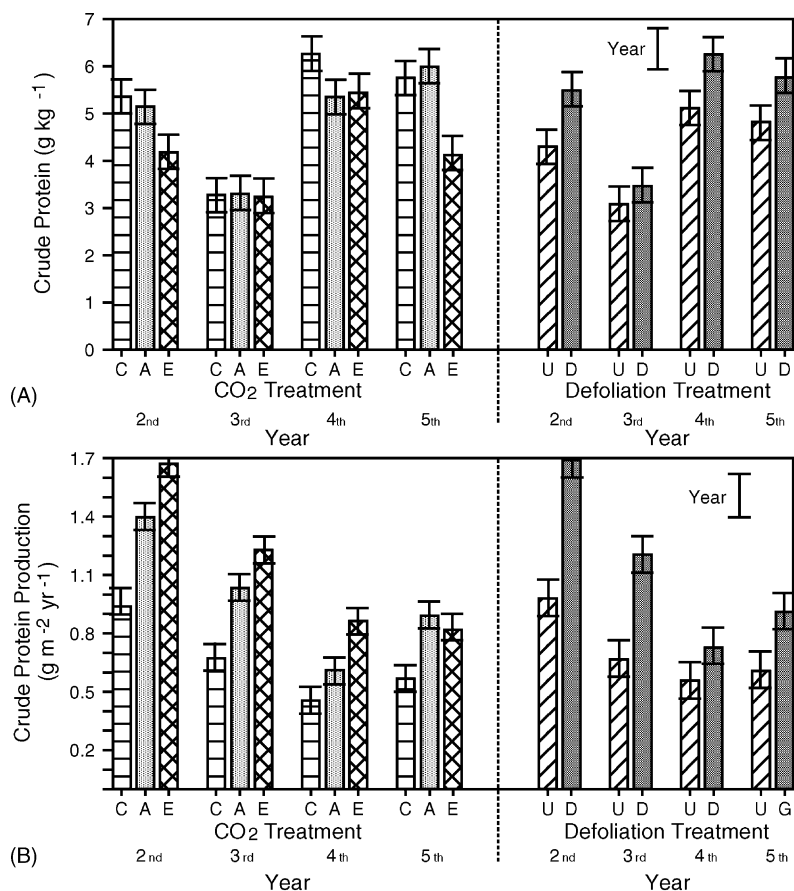 7
6
5
4
3
2
1
0
Crude Protein (g kg -1)
Year
C A E C A E C A E C A E U D U D U D U D
(A)
CO2 Treatment Defoliation Treatment
2nd 3rd 4th 5th 2nd 3rd 4th 5th
Year Year
1.7
1.4
1.1
0.8
0.5
0.2
Crude Protein Production
(g m-2 yr-1)
Year
C A E C A E C A E C A E U D U D U D U G
CO2 Treatment Defoliation Treatment
(B)
2nd 3rd 4th 5th 2nd 3rd 4th 5th
Year Year